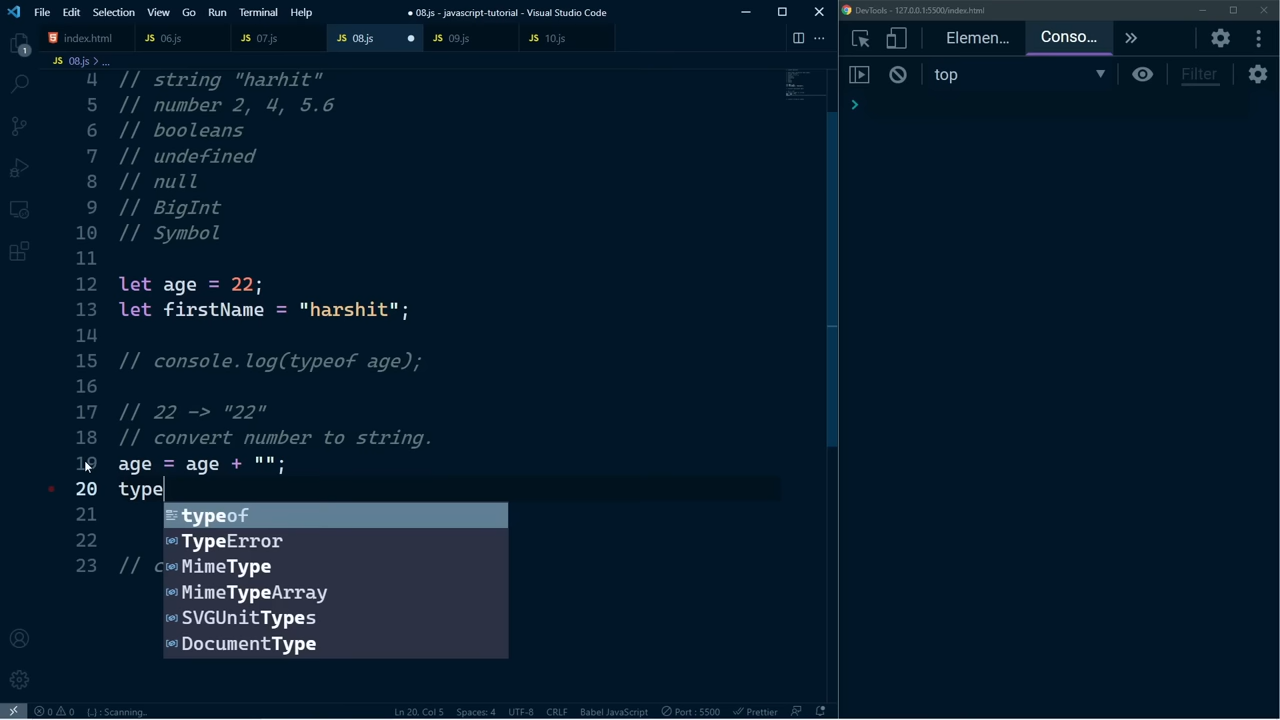 File Edit Selection View Go Run Terminal Help
● 08.js - javascript-tutorial - Visual Studio Code
DevTools - 127.0.0.1:5500/index.html
index.html
JS 06.js
JS 07.js
JS 08.js
JS 09.js
JS 10.js
Elemen...
Conso...
1
JS 08.js > ...
top
Filter
4 // string "harhit"
5 // number 2, 4, 5.6
6 // booleans
7 // undefined
8 // null
9 // BigInt
10 // Symbol
11
12 let age = 22;
13 let firstName = "harshit";
14
15 // console.log(typeof age);
16
17 // 22 -> "22"
18 // convert number to string.
19 age = age + "";
20 type
21
22
23 // c
typeof
TypeError
MimeType
MimeTypeArray
SVGUnitTypes
DocumentType
0 0 {..} : Scanning..
Ln 20, Col 5
Spaces: 4
UTF-8
CRLF
Babel JavaScript
Port : 5500
Prettier